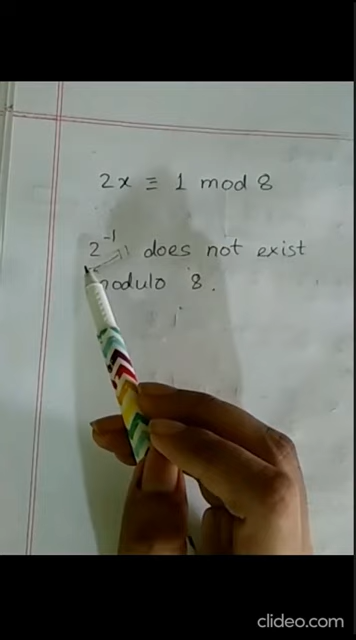 2x ≡ 1 mod 8
2⁻¹ does not exist
modulo 8.
clideo.com